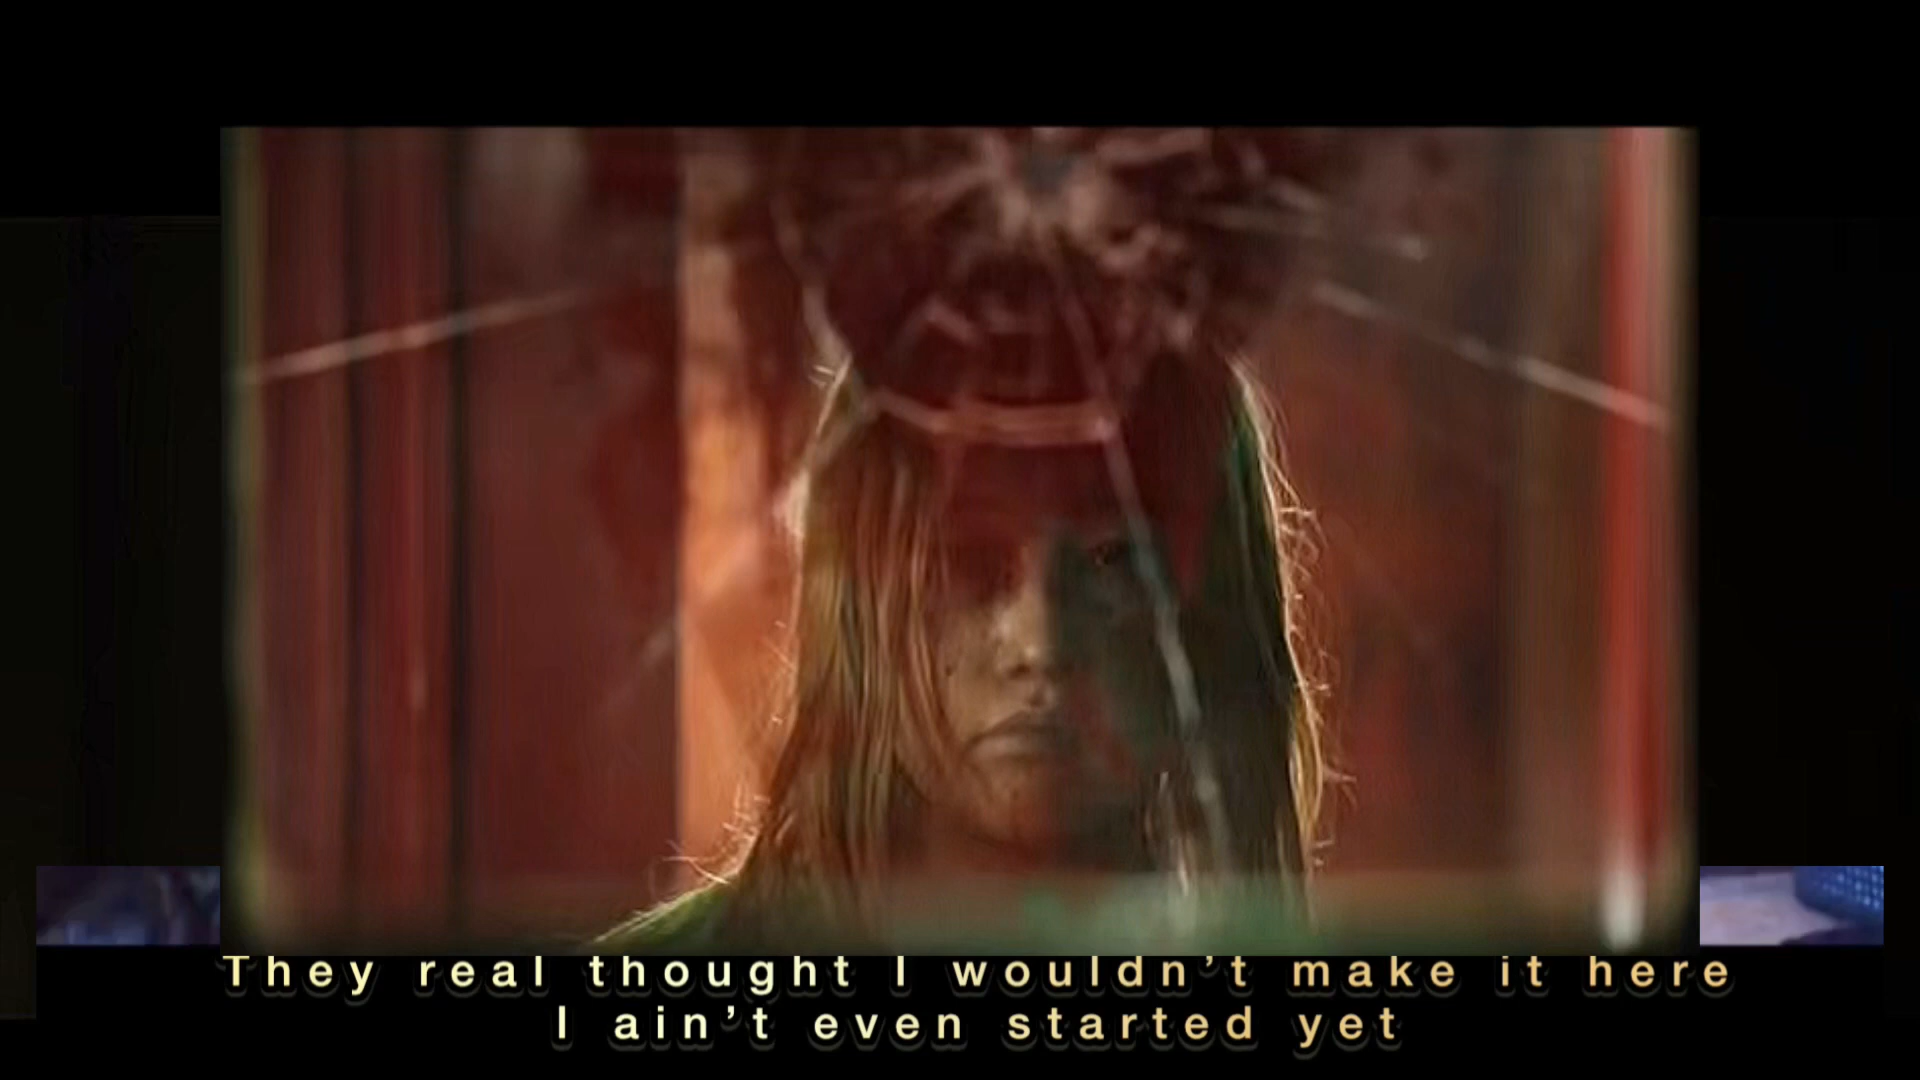 They real thought I wouldn’t make it here
I ain’t even started yet